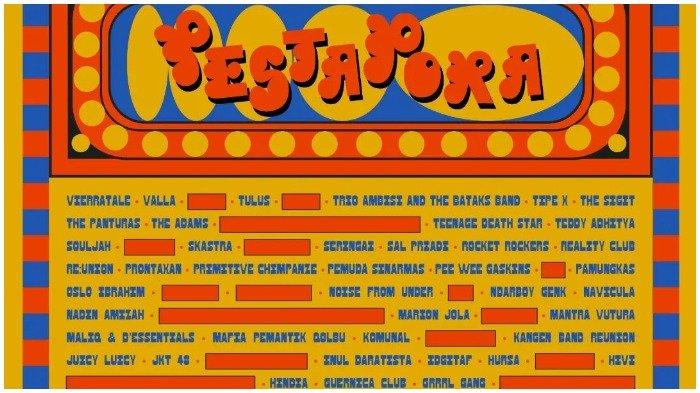 PESTAPORA
VIERRATALE · VALLA · · TULUS · · TRIO AMBISI AND THE BATAKS BAND · TIPE X · THE SIGIT
THE PANTURAS · THE ADAMS · · TEENAGE DEATH STAR · TEDDY ADHITYA
SOULJAH · · SKASTRA · · SERINGAI · SAL PRIADI · ROCKET ROCKERS · REALITY CLUB
RE:UNION · PRONTAXAN · PRIMITIVE CHIMPANIE · PEMUDA SINARMAS · PEE WEE GASKINS · · PAMUNGKAS
OSLO IBRAHIM · · · NOISE FROM UNDER · · NDARBOY GENK · NAVICULA
NADIN AMIZAH · · MARION JOLA · · MANTRA VUTURA
MALIQ & D'ESSENTIALS · MAFIA PEMANTIK QOLBU · KOMUNAL · · KANGEN BAND REUNION
JUICY LUICY · JKT 48 · · INUL DARATISTA · IDGITAF · HURSA · · HIVI
· HINDIA · GUERNICA CLUB · GRRRL GANG ·